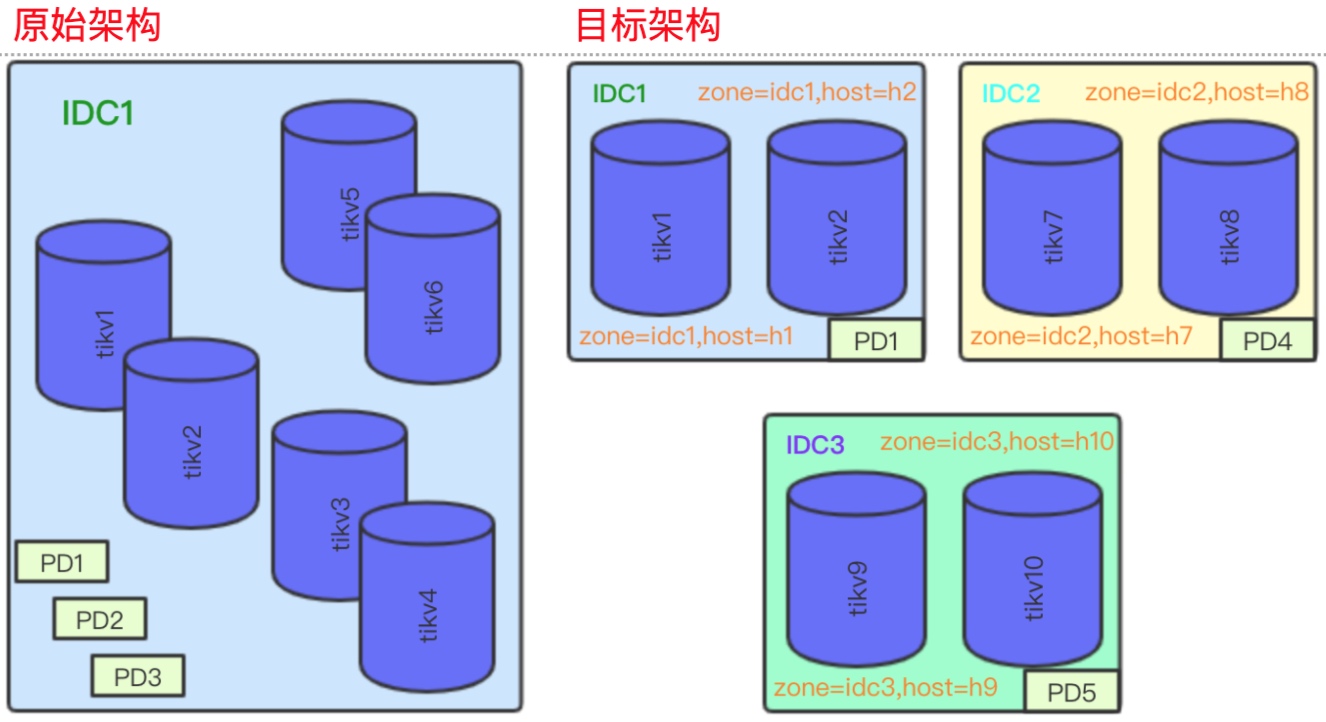 原始架构
目标架构
IDC1
tikv5
tikv6
tikv1
tikv2
tikv3
tikv4
PD1
PD2
PD3
IDC1
zone=idc1,host=h2
tikv1
tikv2
zone=idc1,host=h1
PD1
IDC2
zone=idc2,host=h8
tikv7
tikv8
zone=idc2,host=h7
PD4
IDC3
zone=idc3,host=h10
tikv9
tikv10
zone=idc3,host=h9
PD5